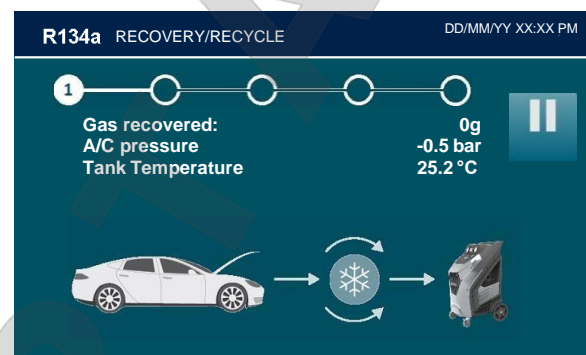 R134a RECOVERY/RECYCLE DD/MM/YY XX:XX PM
1
Gas recovered: 0g
A/C pressure -0.5 bar
Tank Temperature 25.2 °C